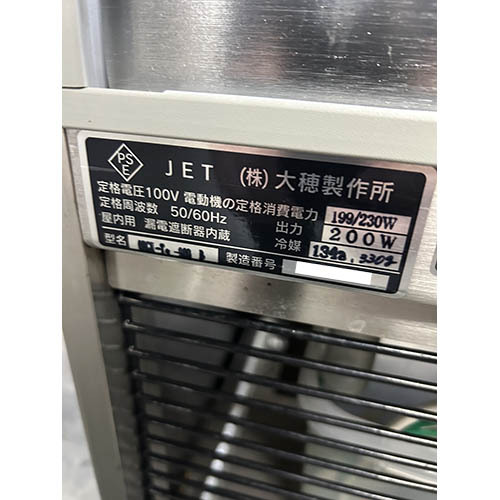 PSE JET (株) 大穂製作所
定格電圧100V 電動機の定格消費電力 199/230W
定格周波数 50/60Hz 出力 200W
屋内用 漏電遮断器内蔵 冷媒 134a,
型名 製造番号